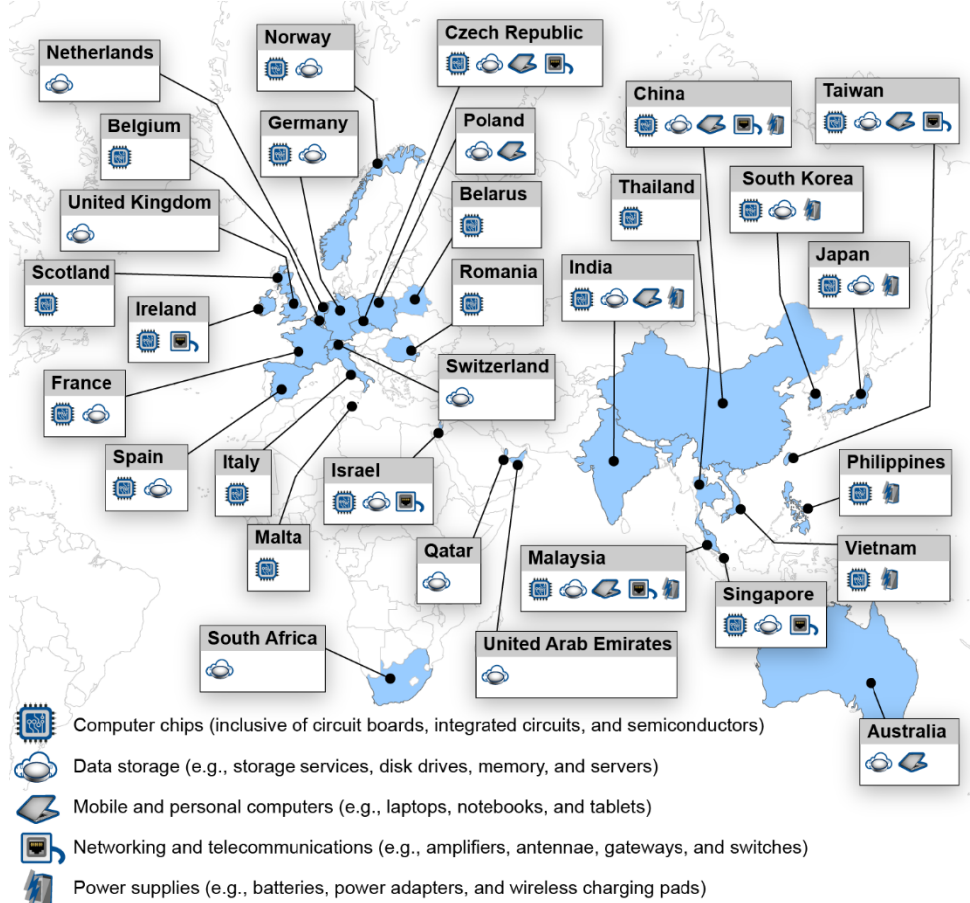 Netherlands
Norway
Czech Republic
China
Taiwan
Belgium
Germany
Poland
United Kingdom
Belarus
Thailand
South Korea
Scotland
Ireland
Romania
India
Japan
France
Switzerland
Spain
Italy
Israel
Philippines
Malta
Qatar
Malaysia
Vietnam
Singapore
South Africa
United Arab Emirates
Australia
Computer chips (inclusive of circuit boards, integrated circuits, and semiconductors)
Data storage (e.g., storage services, disk drives, memory, and servers)
Mobile and personal computers (e.g., laptops, notebooks, and tablets)
Networking and telecommunications (e.g., amplifiers, antennae, gateways, and switches)
Power supplies (e.g., batteries, power adapters, and wireless charging pads)